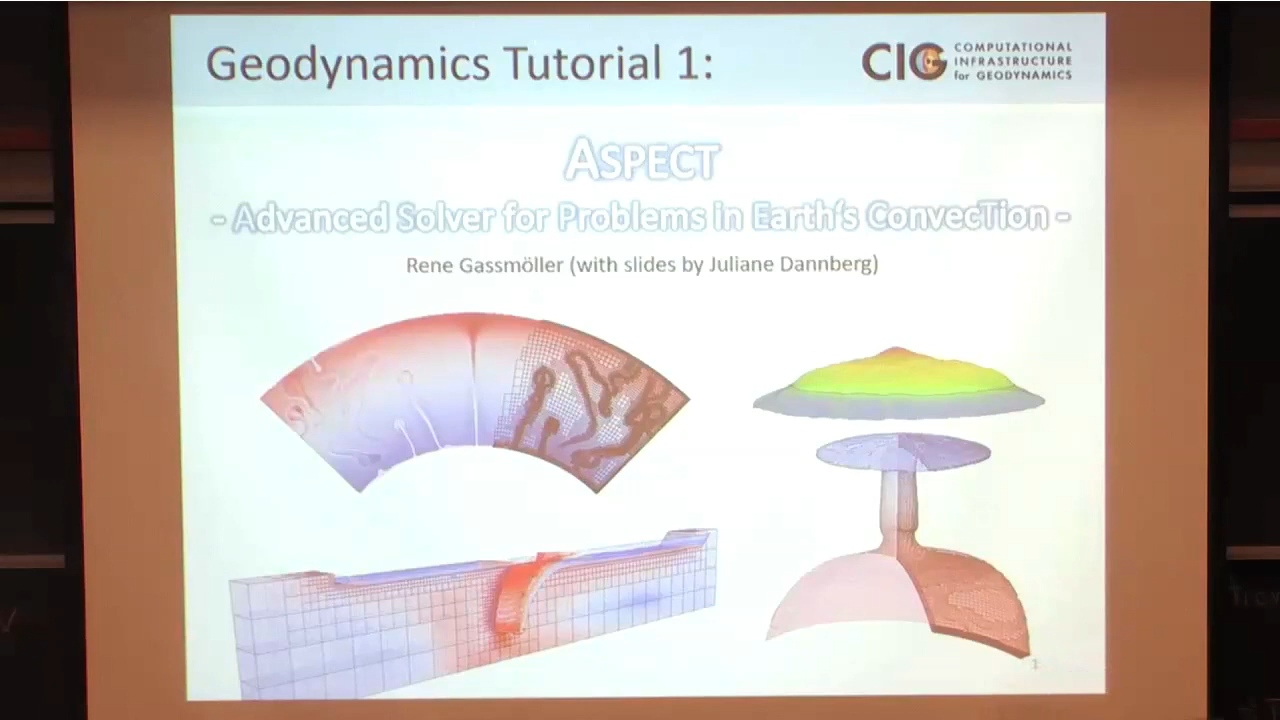 Geodynamics Tutorial 1:
CIG
COMPUTATIONAL
INFRASTRUCTURE
for GEODYNAMICS
ASPECT
- Advanced Solver for Problems in Earth's ConvecTion -
Rene Gassmöller (with slides by Juliane Dannberg)
1